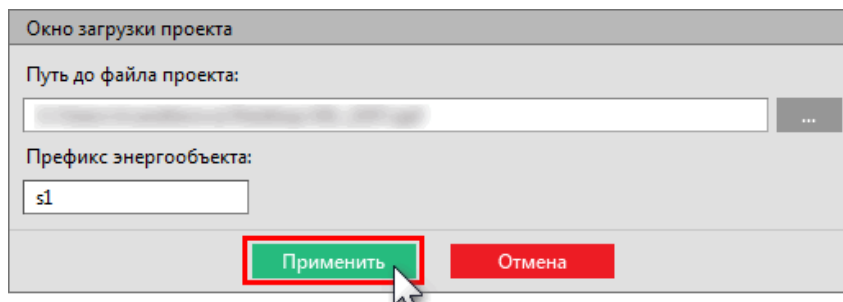 Окно загрузки проекта
Путь до файла проекта:
...
Префикс энергообъекта:
s1
Применить Отмена